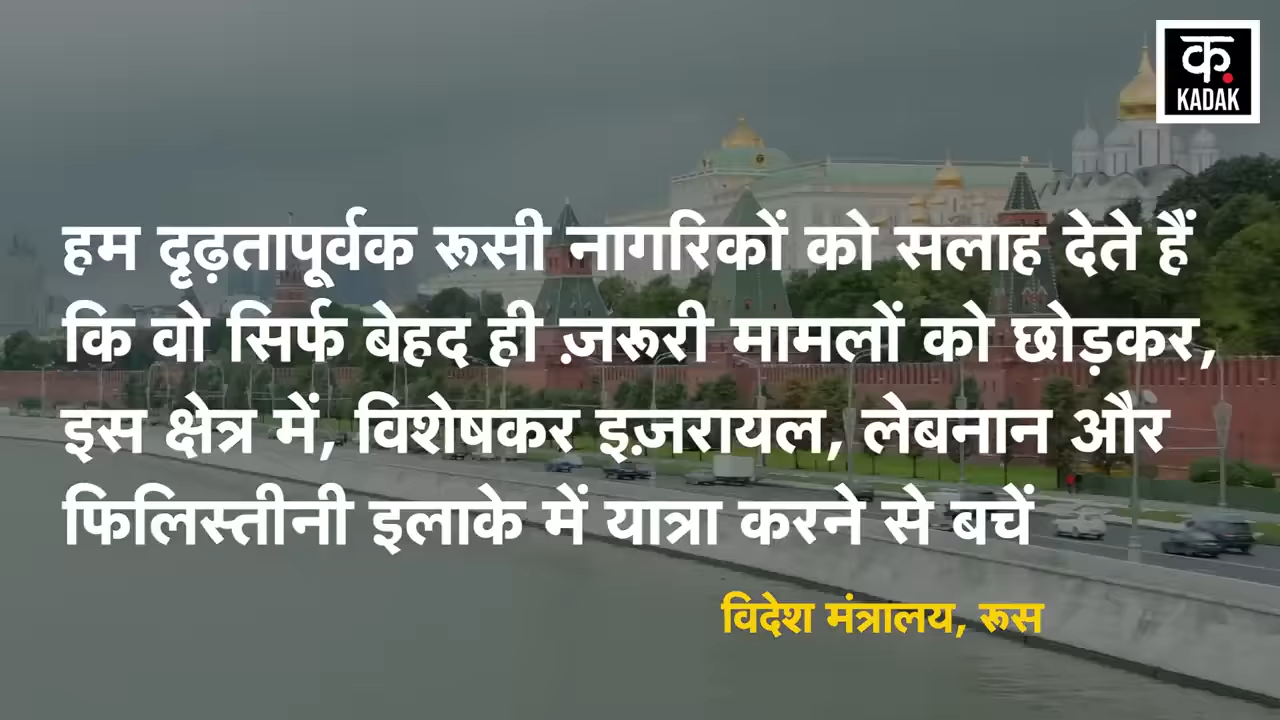 क.
KADAK
हम दृढ़तापूर्वक रूसी नागरिकों को सलाह देते हैं
कि वो सिर्फ बेहद ही ज़रूरी मामलों को छोड़कर,
इस क्षेत्र में, विशेषकर इज़रायल, लेबनान और
फिलिस्तीनी इलाके में यात्रा करने से बचें
विदेश मंत्रालय, रूस